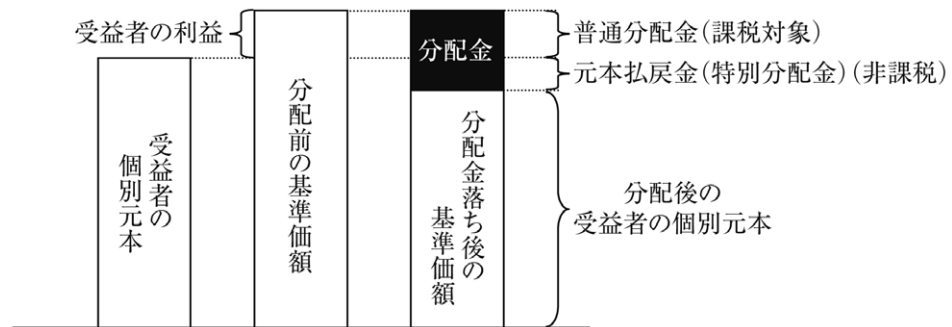 受益者の利益
分配金
普通分配金(課税対象)
元本払戻金(特別分配金)(非課税)
受益者の
個別元本
分配前の基準価額
分配金落ち後の
基準価額
分配後の
受益者の個別元本